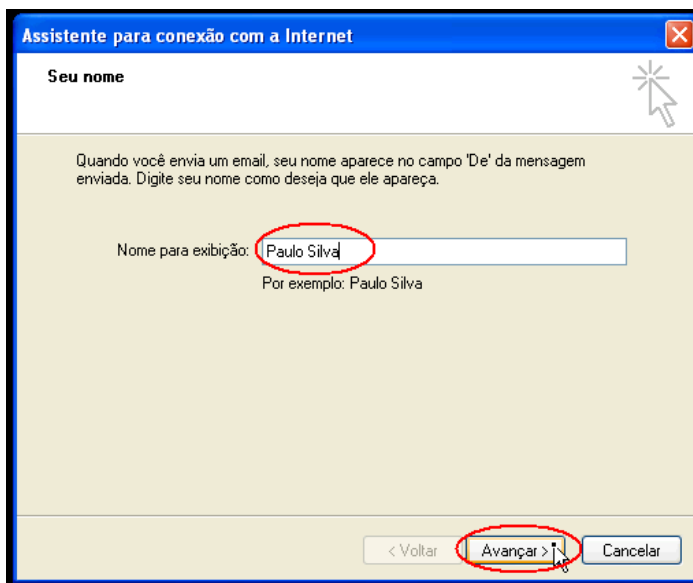 Assistente para conexão com a Internet
Seu nome
Quando você envia um email, seu nome aparece no campo 'De' da mensagem
enviada. Digite seu nome como deseja que ele apareça.
Nome para exibição: Paulo Silva
Por exemplo: Paulo Silva
< Voltar Avançar > Cancelar